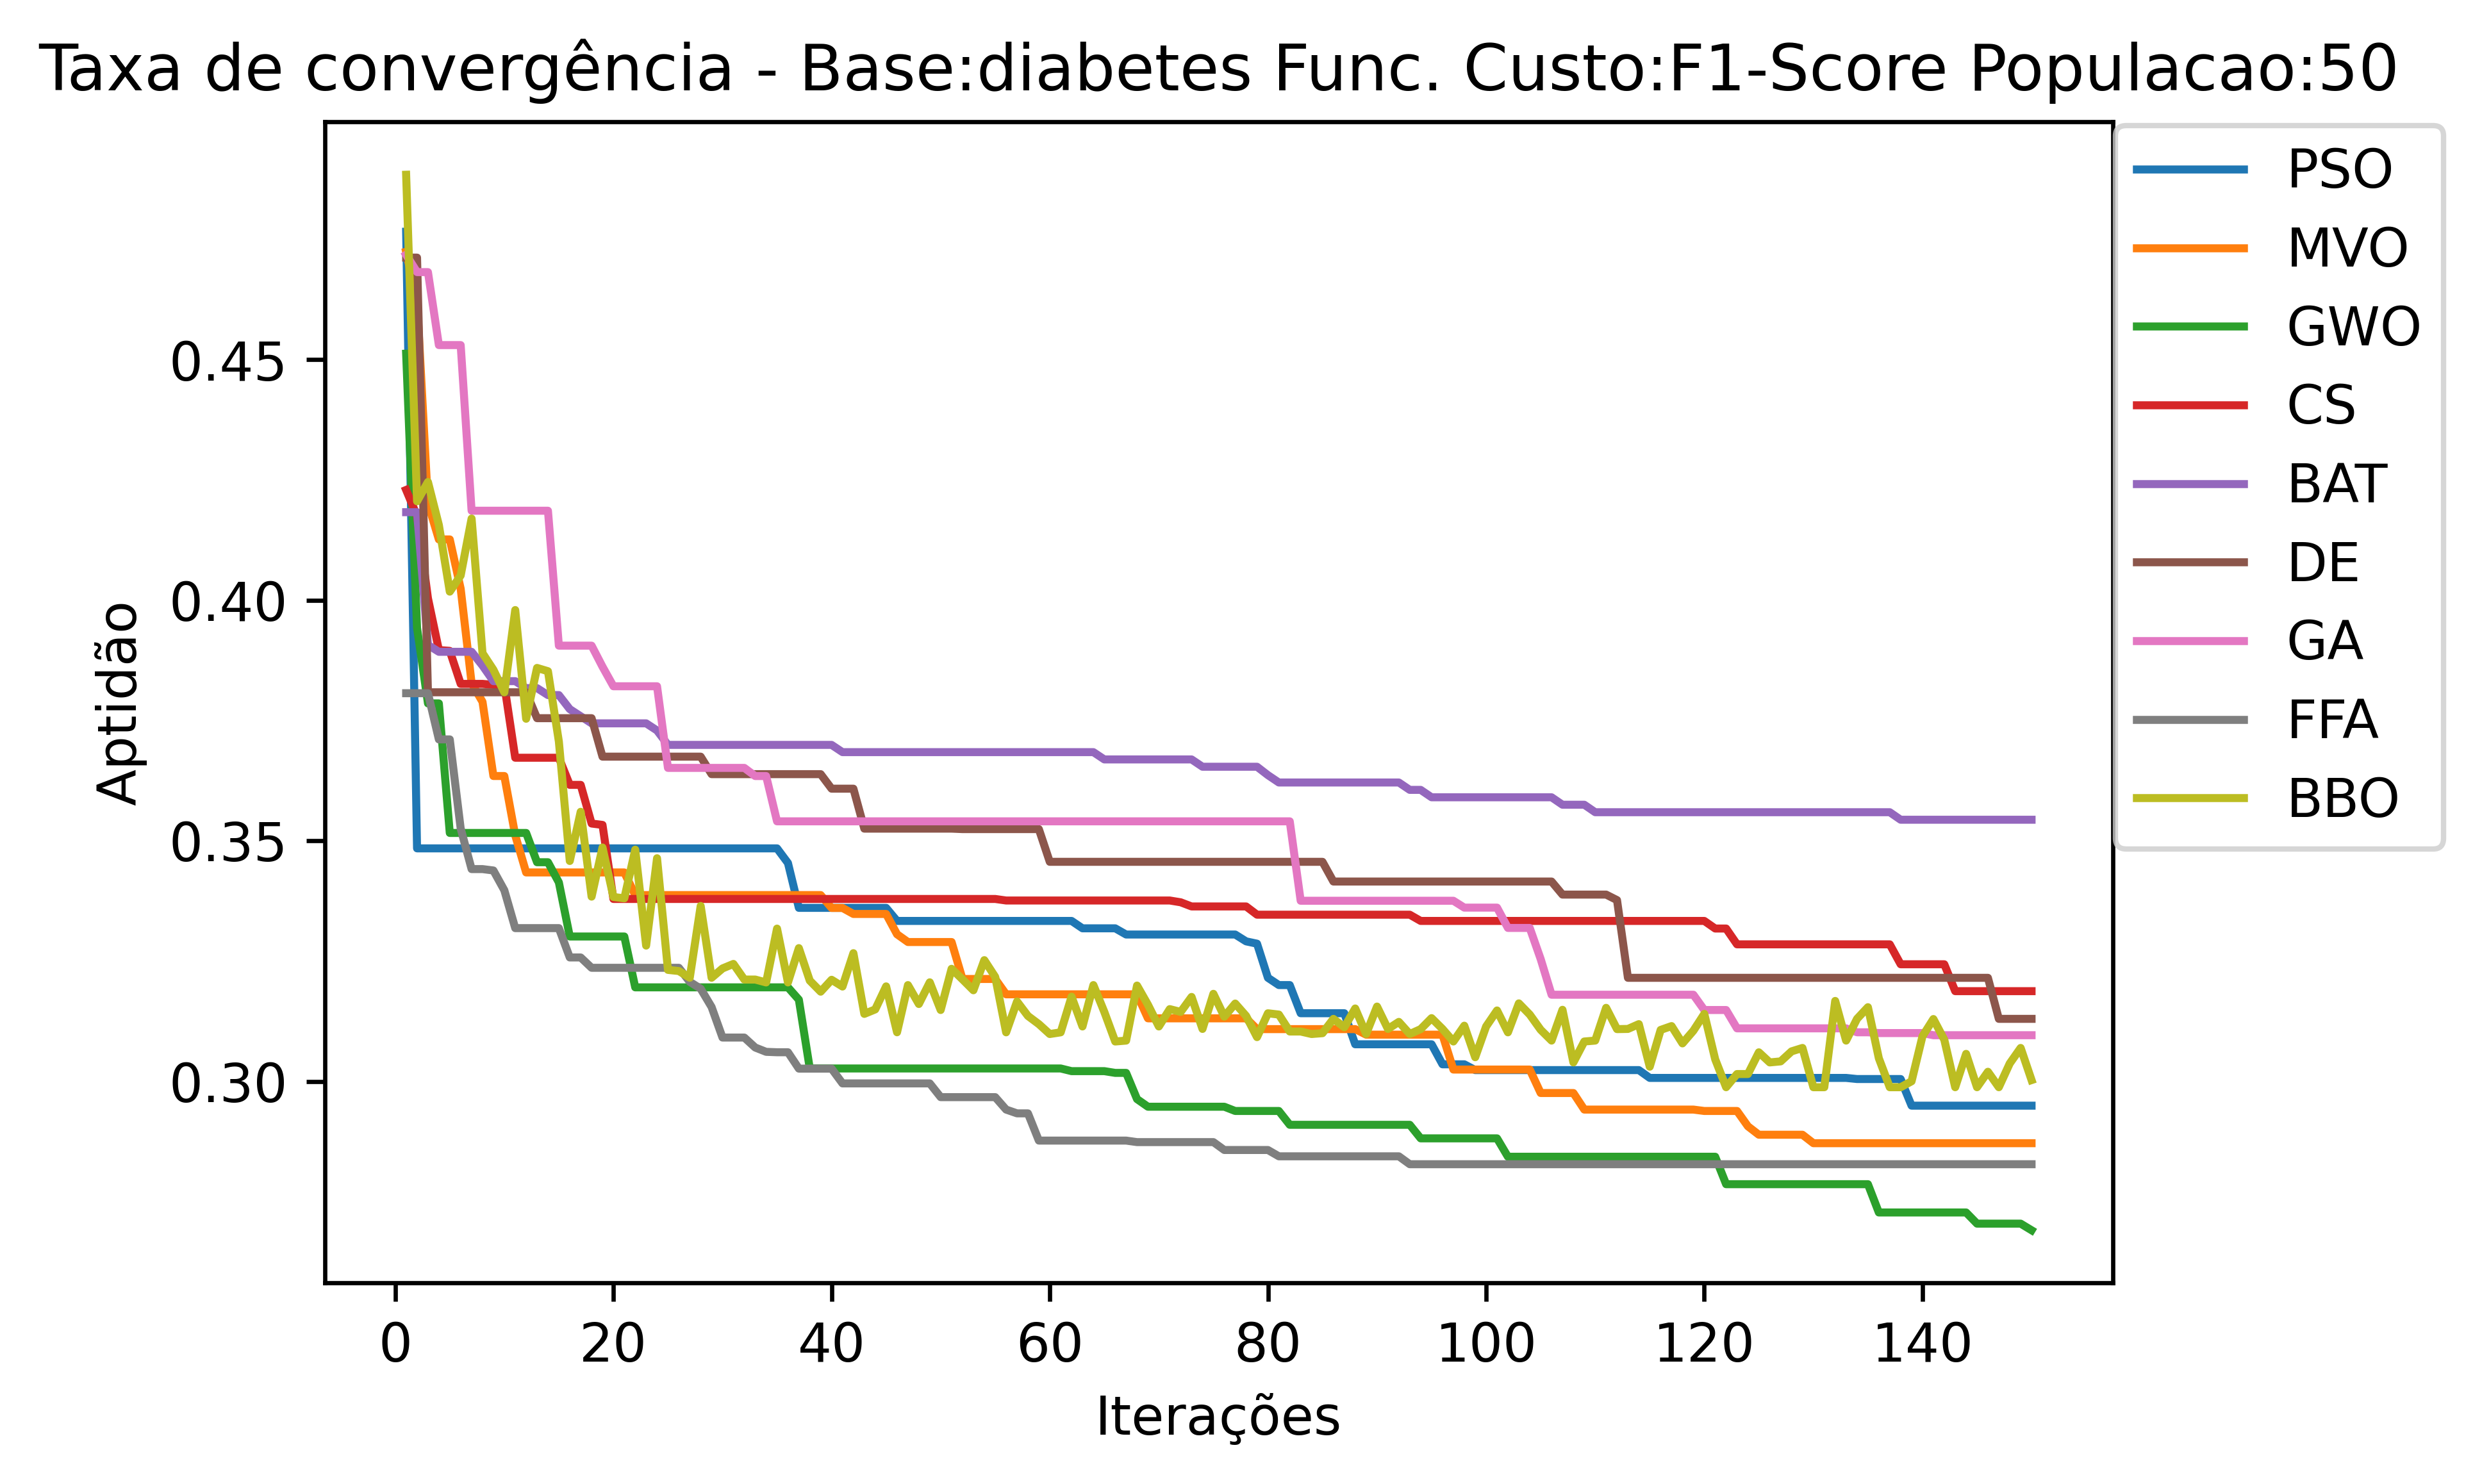 Taxa de convergência - Base:diabetes Func. Custo:F1-Score Populacao:50
PSO
MVO
GWO
CS
BAT
DE
GA
FFA
BBO
Aptidão
0.45
0.40
0.35
0.30
0 20 40 60 80 100 120 140
Iterações